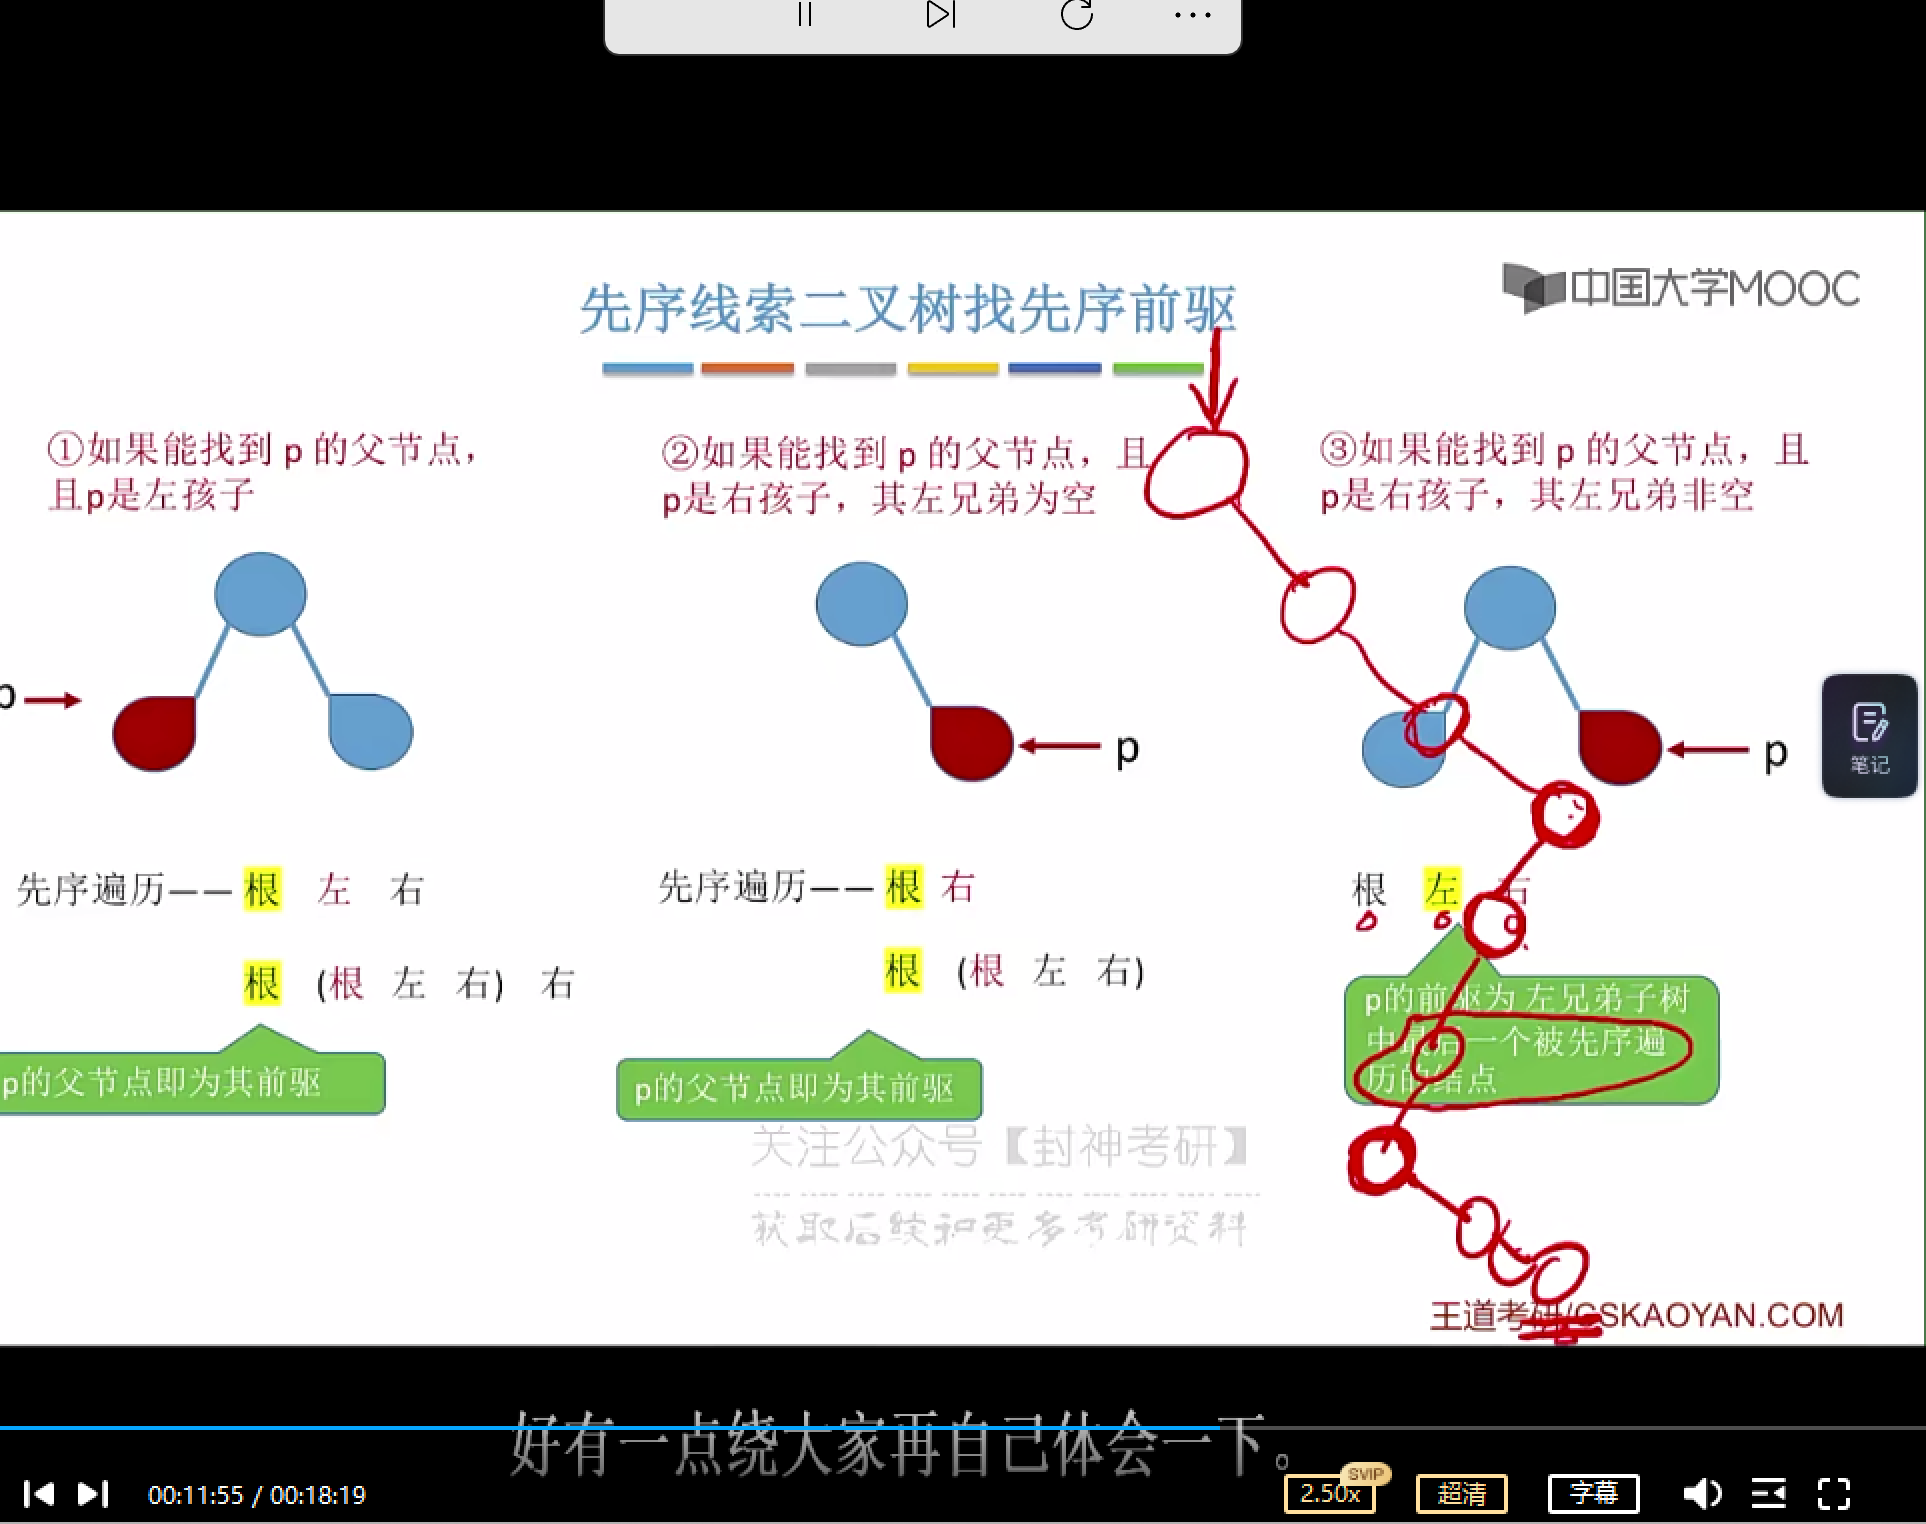 先序线索二叉树找先序前驱
中国大学MOOC
①如果能找到 p 的父节点，
且p是左孩子
②如果能找到 p 的父节点，且
p是右孩子，其左兄弟为空
③如果能找到 p 的父节点，且
p是右孩子，其左兄弟非空
p
p
p
笔记
先序遍历——根 左 右
根 (根 左 右) 右
p的父节点即为其前驱
先序遍历——根 右
根 (根 左 右)
p的父节点即为其前驱
根 左 右
p的前驱为 左兄弟子树
中最后一个被先序遍
历的结点
关注公众号【封神考研】
获取后续和更多考研资料
王道考研/CSKAOYAN.COM
好有一点绕大家再自己体会一下。
00:11:55 / 00:18:19
2.50x
SVIP
超清
字幕